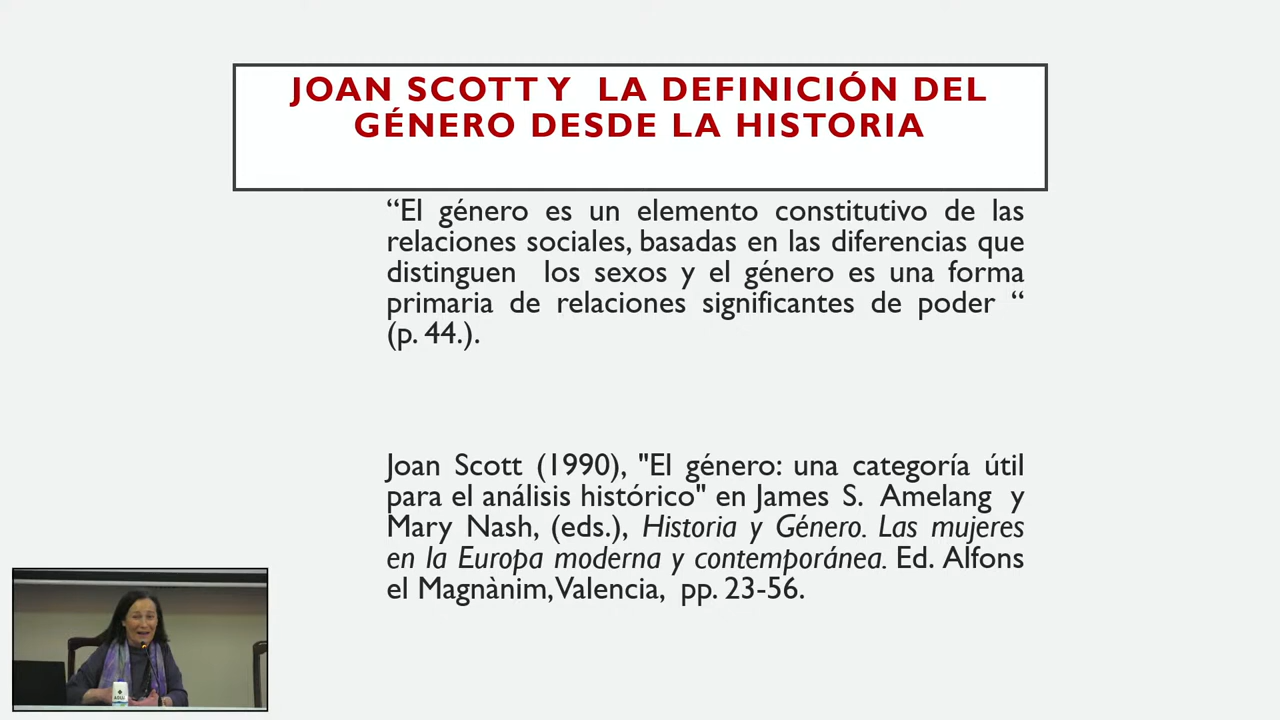 JOAN SCOTT Y LA DEFINICIÓN DEL
GÉNERO DESDE LA HISTORIA
“El género es un elemento constitutivo de las
relaciones sociales, basadas en las diferencias que
distinguen los sexos y el género es una forma
primaria de relaciones significantes de poder “
(p. 44.).
Joan Scott (1990), "El género: una categoría útil
para el análisis histórico" en James S. Amelang y
Mary Nash, (eds.), Historia y Género. Las mujeres
en la Europa moderna y contemporánea. Ed. Alfons
el Magnànim, Valencia, pp. 23-56.